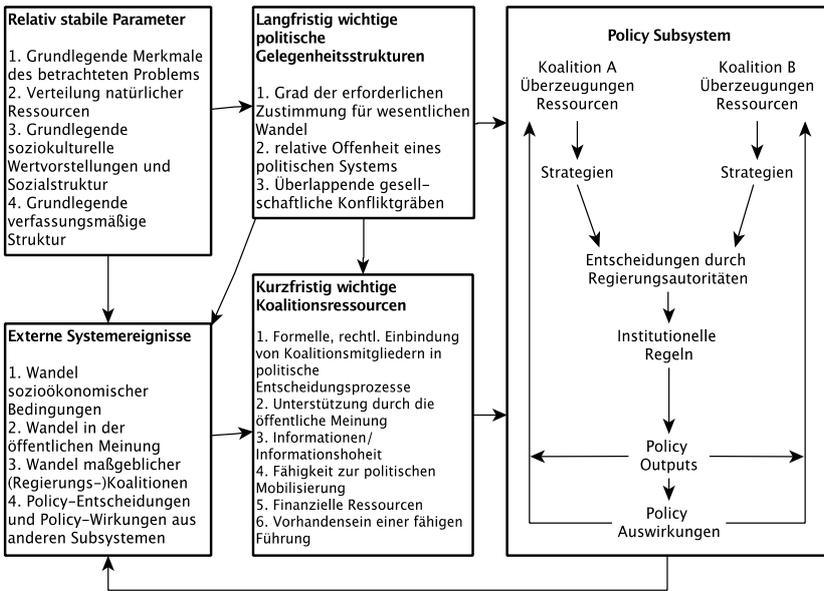 Relativ stabile Parameter
1. Grundlegende Merkmale
des betrachteten Problems
2. Verteilung natürlicher
Ressourcen
3. Grundlegende
soziokulturelle
Wertvorstellungen und
Sozialstruktur
4. Grundlegende
verfassungsmäßige
Struktur
Langfristig wichtige
politische
Gelegenheitsstrukturen
1. Grad der erforderlichen
Zustimmung für wesentlichen
Wandel
2. relative Offenheit eines
politischen Systems
3. Überlappende gesell-
schaftliche Konfliktgräben
Externe Systemereignisse
1. Wandel
sozioökonomischer
Bedingungen
2. Wandel in der
öffentlichen Meinung
3. Wandel maßgeblicher
(Regierungs-)Koalitionen
4. Policy-Entscheidungen
und Policy-Wirkungen aus
anderen Subsystemen
Kurzfristig wichtige
Koalitionsressourcen
1. Formelle, rechtl. Einbindung
von Koalitionsmitgliedern in
politische
Entscheidungsprozesse
2. Unterstützung durch die
öffentliche Meinung
3. Informationen/
Informationshoheit
4. Fähigkeit zur politischen
Mobilisierung
5. Finanzielle Ressourcen
6. Vorhandensein einer fähigen
Führung
Policy Subsystem
Koalition A
Überzeugungen
Ressourcen
Koalition B
Überzeugungen
Ressourcen
Strategien
Strategien
Entscheidungen durch
Regierungsautoritäten
Institutionelle
Regeln
Policy
Outputs
Policy
Auswirkungen